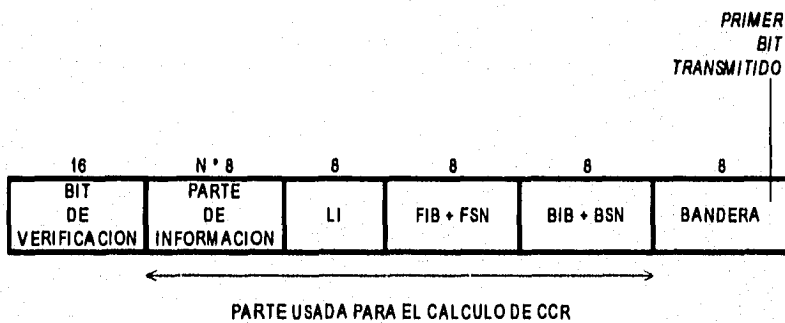 PRIMER
BIT
TRANSMITIDO
16 N * 8 8 8 8 8
BIT
DE
VERIFICACION
PARTE
DE
INFORMACION
LI
FIB + FSN
BIB + BSN
BANDERA
PARTE USADA PARA EL CALCULO DE CCR